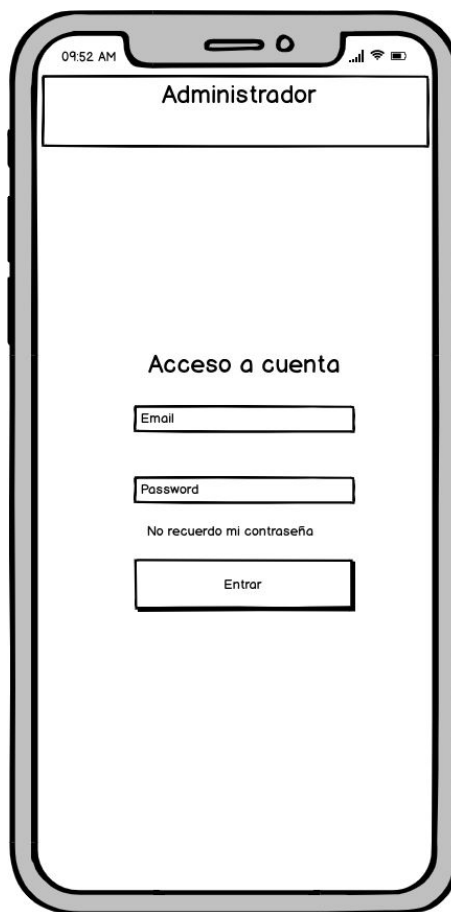 09:52 AM
Administrador
Acceso a cuenta
Email
Password
No recuerdo mi contraseña
Entrar